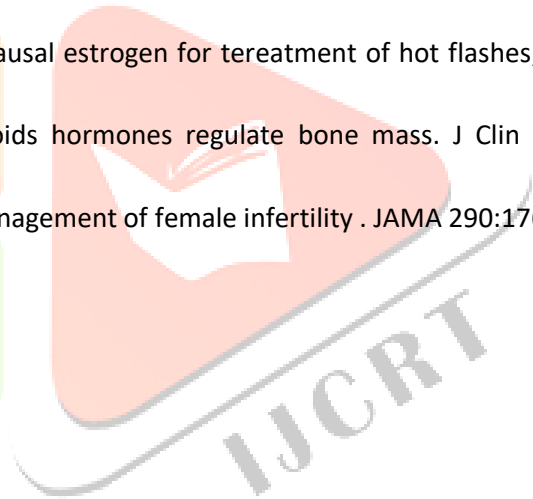 ausal estrogen for tereatment of hot flashes,
oids hormones regulate bone mass. J Clin
nagement of female infertility . JAMA 290:17
IJCRT